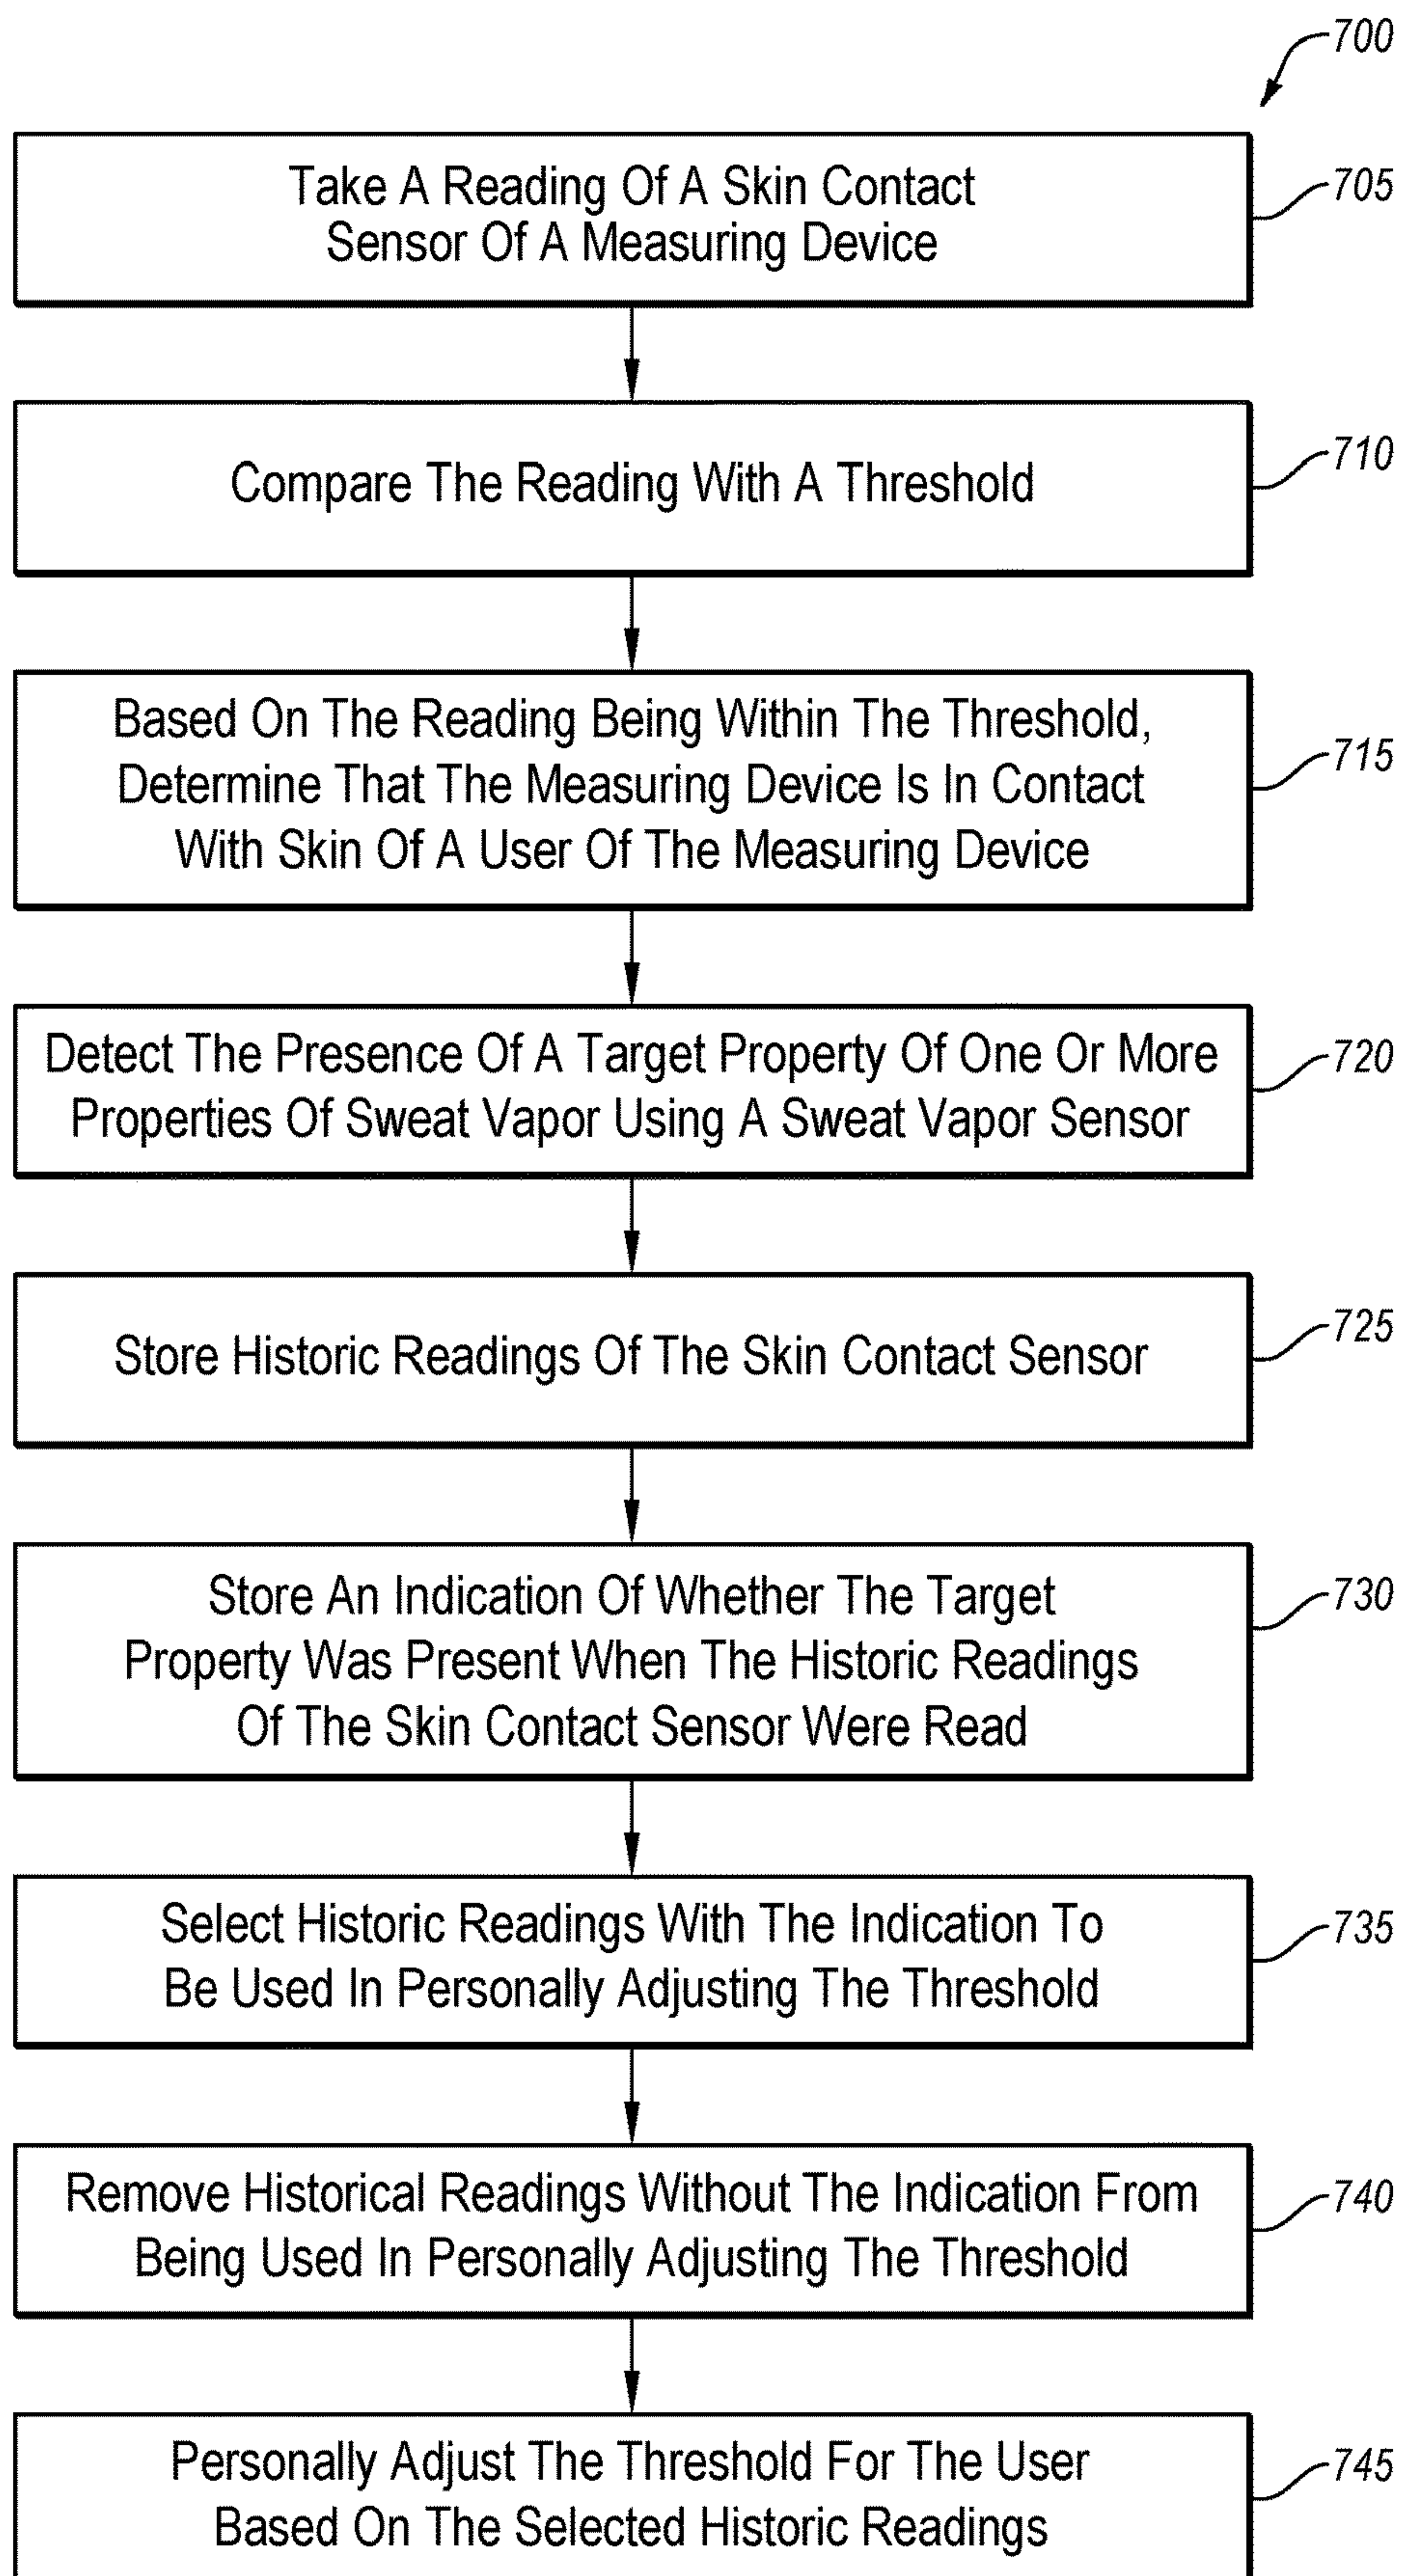 700
Take A Reading Of A Skin Contact
Sensor Of A Measuring Device
705
Compare The Reading With A Threshold
710
Based On The Reading Being Within The Threshold,
Determine That The Measuring Device Is In Contact
With Skin Of A User Of The Measuring Device
715
Detect The Presence Of A Target Property Of One Or More
Properties Of Sweat Vapor Using A Sweat Vapor Sensor
720
Store Historic Readings Of The Skin Contact Sensor
725
Store An Indication Of Whether The Target
Property Was Present When The Historic Readings
Of The Skin Contact Sensor Were Read
730
Select Historic Readings With The Indication To
Be Used In Personally Adjusting The Threshold
735
Remove Historical Readings Without The Indication From
Being Used In Personally Adjusting The Threshold
740
Personally Adjust The Threshold For The User
Based On The Selected Historic Readings
745